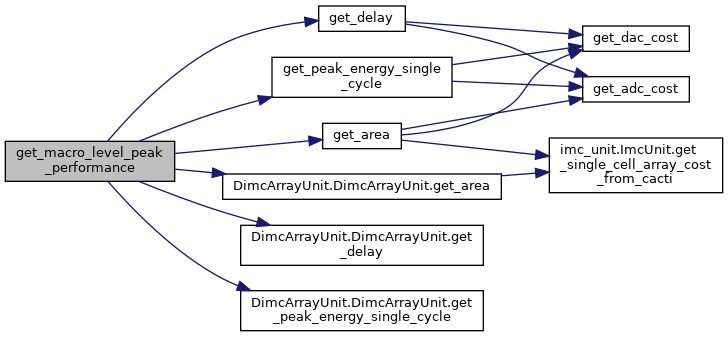 get_macro_level_peak
_performance
get_delay
get_peak_energy_single
_cycle
get_area
DimcArrayUnit.DimcArrayUnit.get_area
DimcArrayUnit.DimcArrayUnit.get
_delay
DimcArrayUnit.DimcArrayUnit.get
_peak_energy_single_cycle
get_dac_cost
get_adc_cost
imc_unit.ImcUnit.get
_single_cell_array_cost
_from_cacti